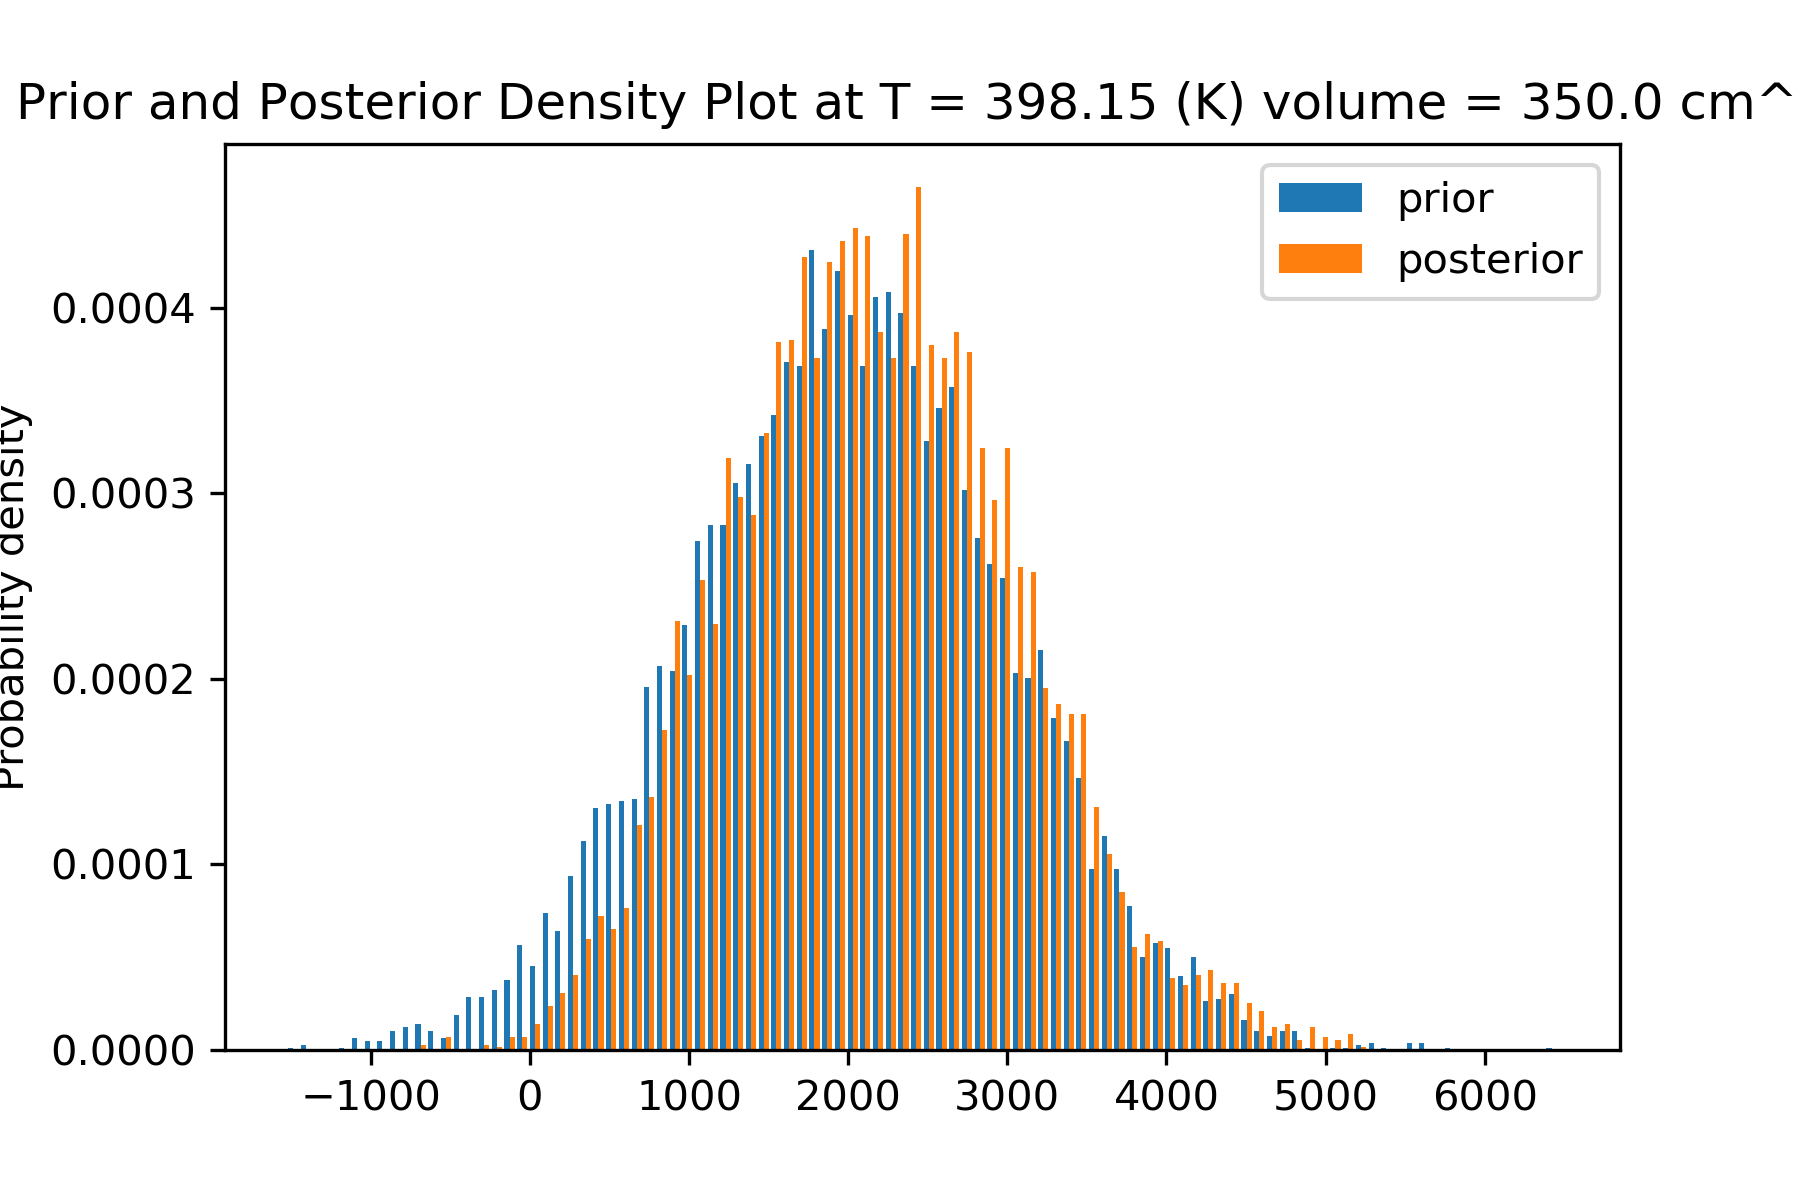 Prior and Posterior Density Plot at T = 398.15 (K) volume = 350.0 cm^
prior
posterior
Probability density
0.0004
0.0003
0.0002
0.0001
0.0000
−1000 0 1000 2000 3000 4000 5000 6000